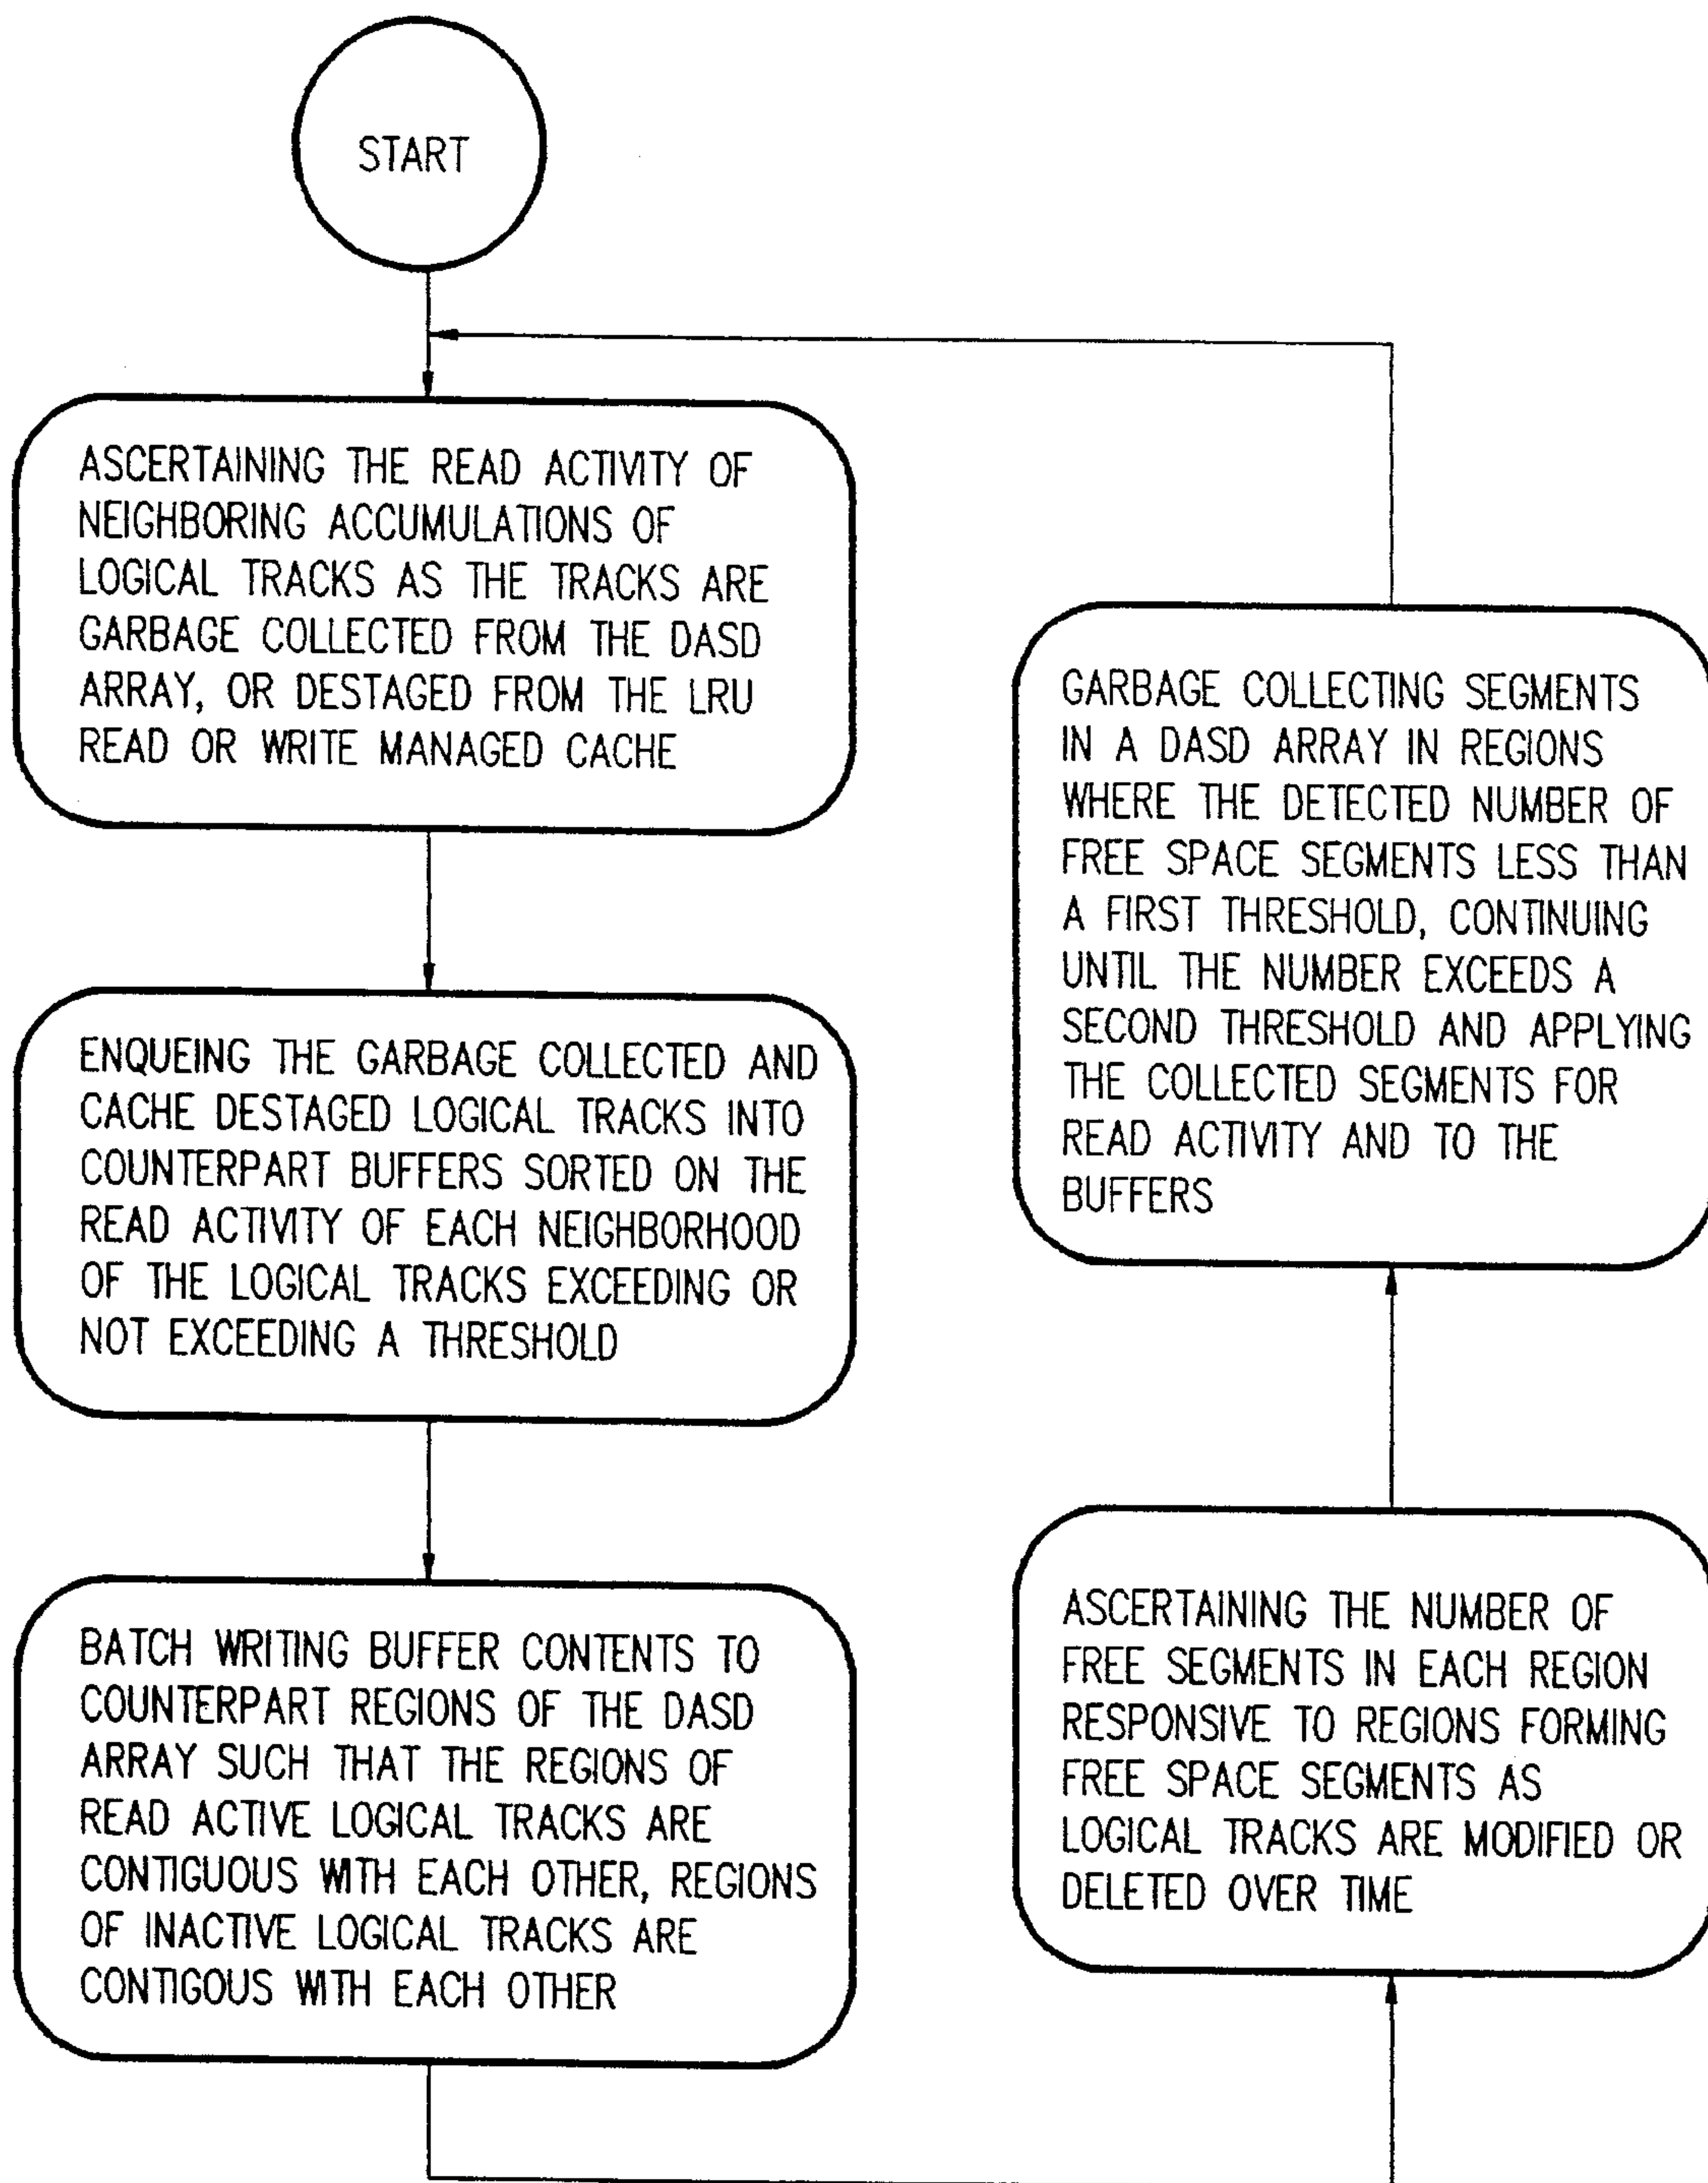 START
ASCERTAINING THE READ ACTIVITY OF
NEIGHBORING ACCUMULATIONS OF
LOGICAL TRACKS AS THE TRACKS ARE
GARBAGE COLLECTED FROM THE DASD
ARRAY, OR DESTAGED FROM THE LRU
READ OR WRITE MANAGED CACHE
ENQUEING THE GARBAGE COLLECTED AND
CACHE DESTAGED LOGICAL TRACKS INTO
COUNTERPART BUFFERS SORTED ON THE
READ ACTIVITY OF EACH NEIGHBORHOOD
OF THE LOGICAL TRACKS EXCEEDING OR
NOT EXCEEDING A THRESHOLD
BATCH WRITING BUFFER CONTENTS TO
COUNTERPART REGIONS OF THE DASD
ARRAY SUCH THAT THE REGIONS OF
READ ACTIVE LOGICAL TRACKS ARE
CONTIGUOUS WITH EACH OTHER, REGIONS
OF INACTIVE LOGICAL TRACKS ARE
CONTIGOUS WITH EACH OTHER
ASCERTAINING THE NUMBER OF
FREE SEGMENTS IN EACH REGION
RESPONSIVE TO REGIONS FORMING
FREE SPACE SEGMENTS AS
LOGICAL TRACKS ARE MODIFIED OR
DELETED OVER TIME
GARBAGE COLLECTING SEGMENTS
IN A DASD ARRAY IN REGIONS
WHERE THE DETECTED NUMBER OF
FREE SPACE SEGMENTS LESS THAN
A FIRST THRESHOLD, CONTINUING
UNTIL THE NUMBER EXCEEDS A
SECOND THRESHOLD AND APPLYING
THE COLLECTED SEGMENTS FOR
READ ACTIVITY AND TO THE
BUFFERS